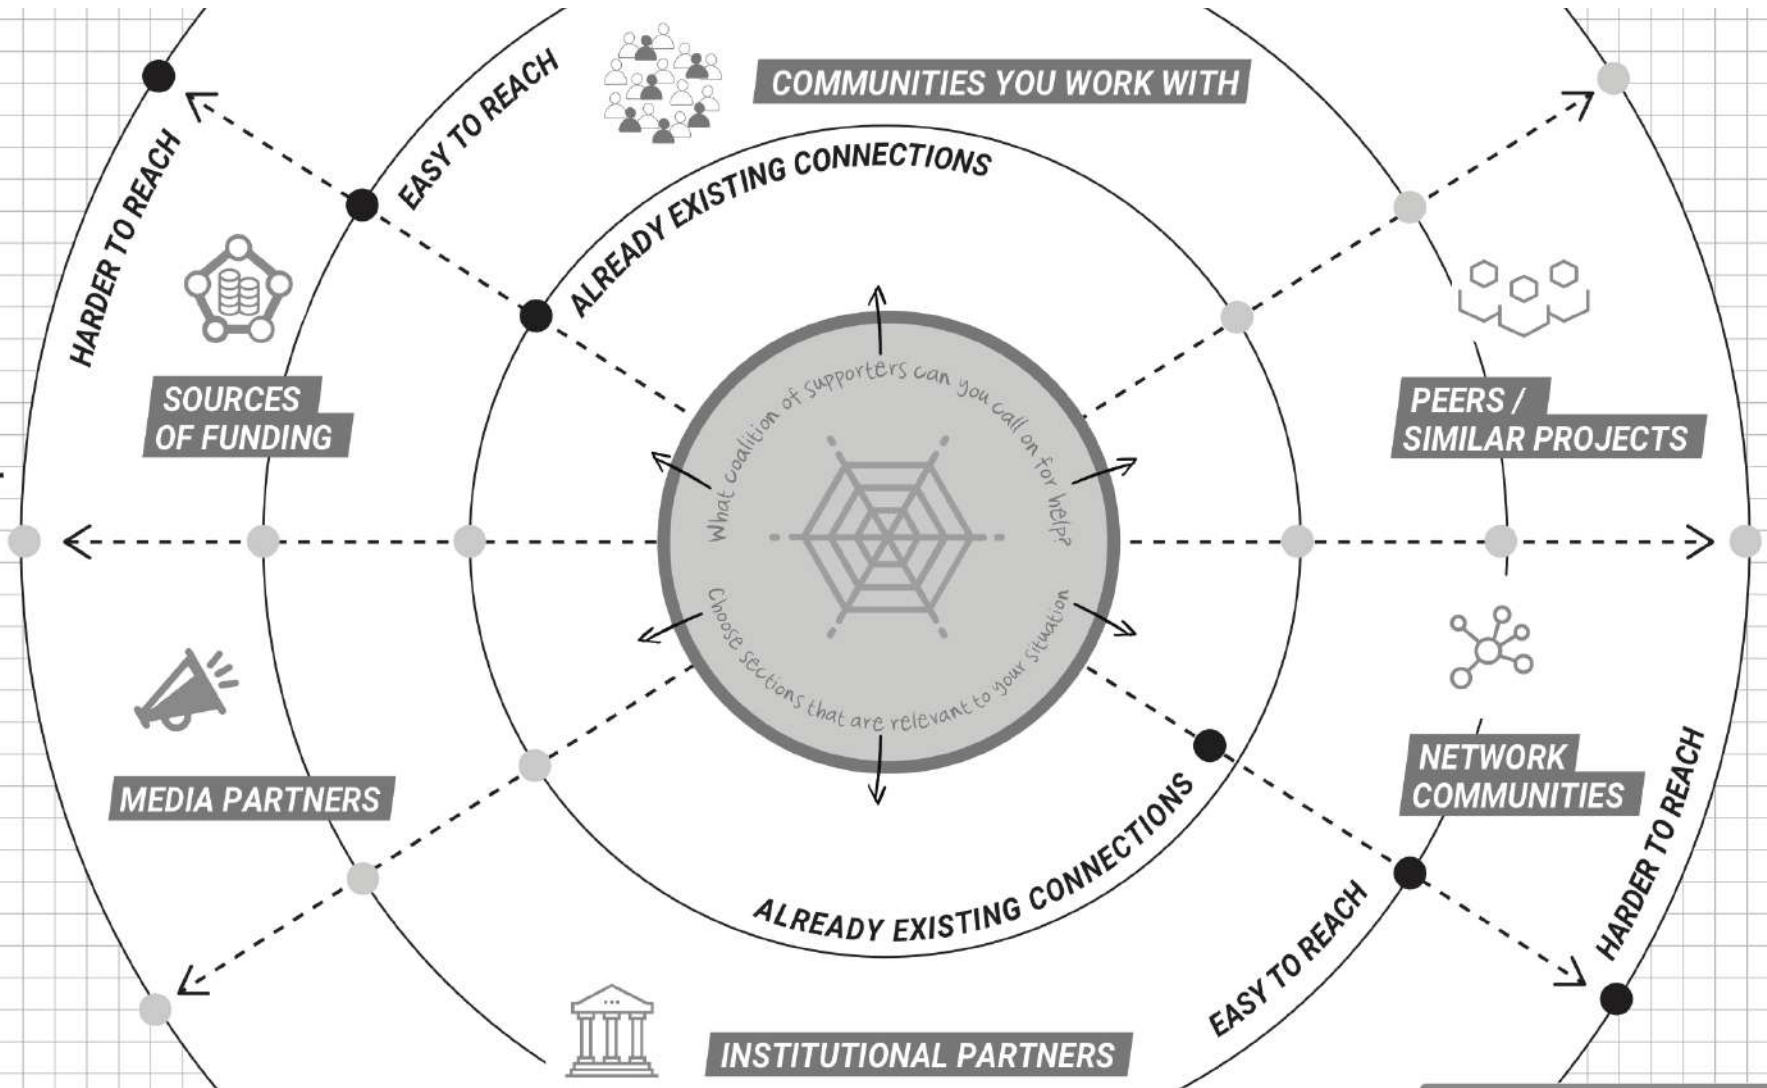 COMMUNITIES YOU WORK WITH
EASY TO REACH
HARDER TO REACH
ALREADY EXISTING CONNECTIONS
SOURCES
OF FUNDING
PEERS /
SIMILAR PROJECTS
What coalition of supporters can you call on for help?
Choose sections that are relevant to your situation
MEDIA PARTNERS
NETWORK
COMMUNITIES
ALREADY EXISTING CONNECTIONS
EASY TO REACH
HARDER TO REACH
INSTITUTIONAL PARTNERS